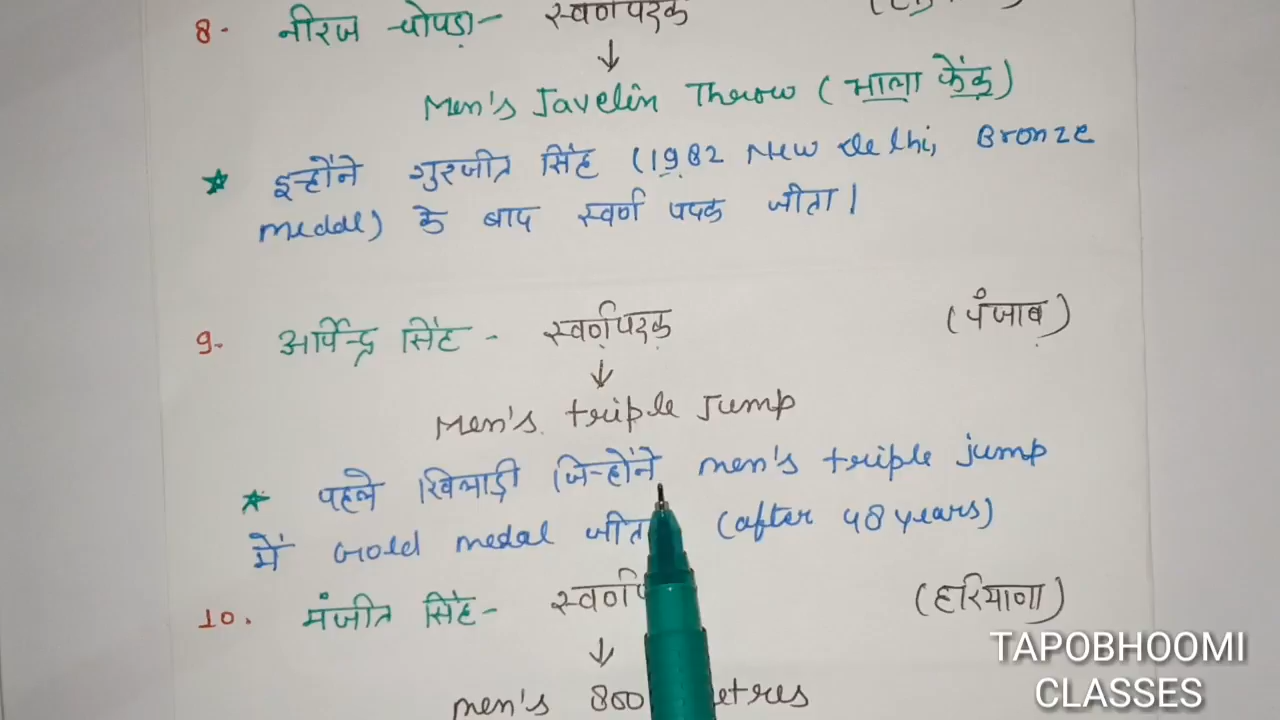 8. नीरज चोपड़ा - स्वर्णपदक
↓
Men's Javelin Throw (भाला फेंक)
★ इन्होंने गुरजीत सिंह (1982 New Delhi, Bronze
medal) के बाद स्वर्ण पदक जीता।
9. अर्पिन्द्र सिंह - स्वर्णपदक (पंजाब)
↓
Men's triple Jump
★ पहले खिलाड़ी जिन्होंने men's triple jump
में Gold medal (after 48 years)
10. मंजीत सिंह - (हरियाणा)
↓
men's 800
TAPOBHOOMI
CLASSES